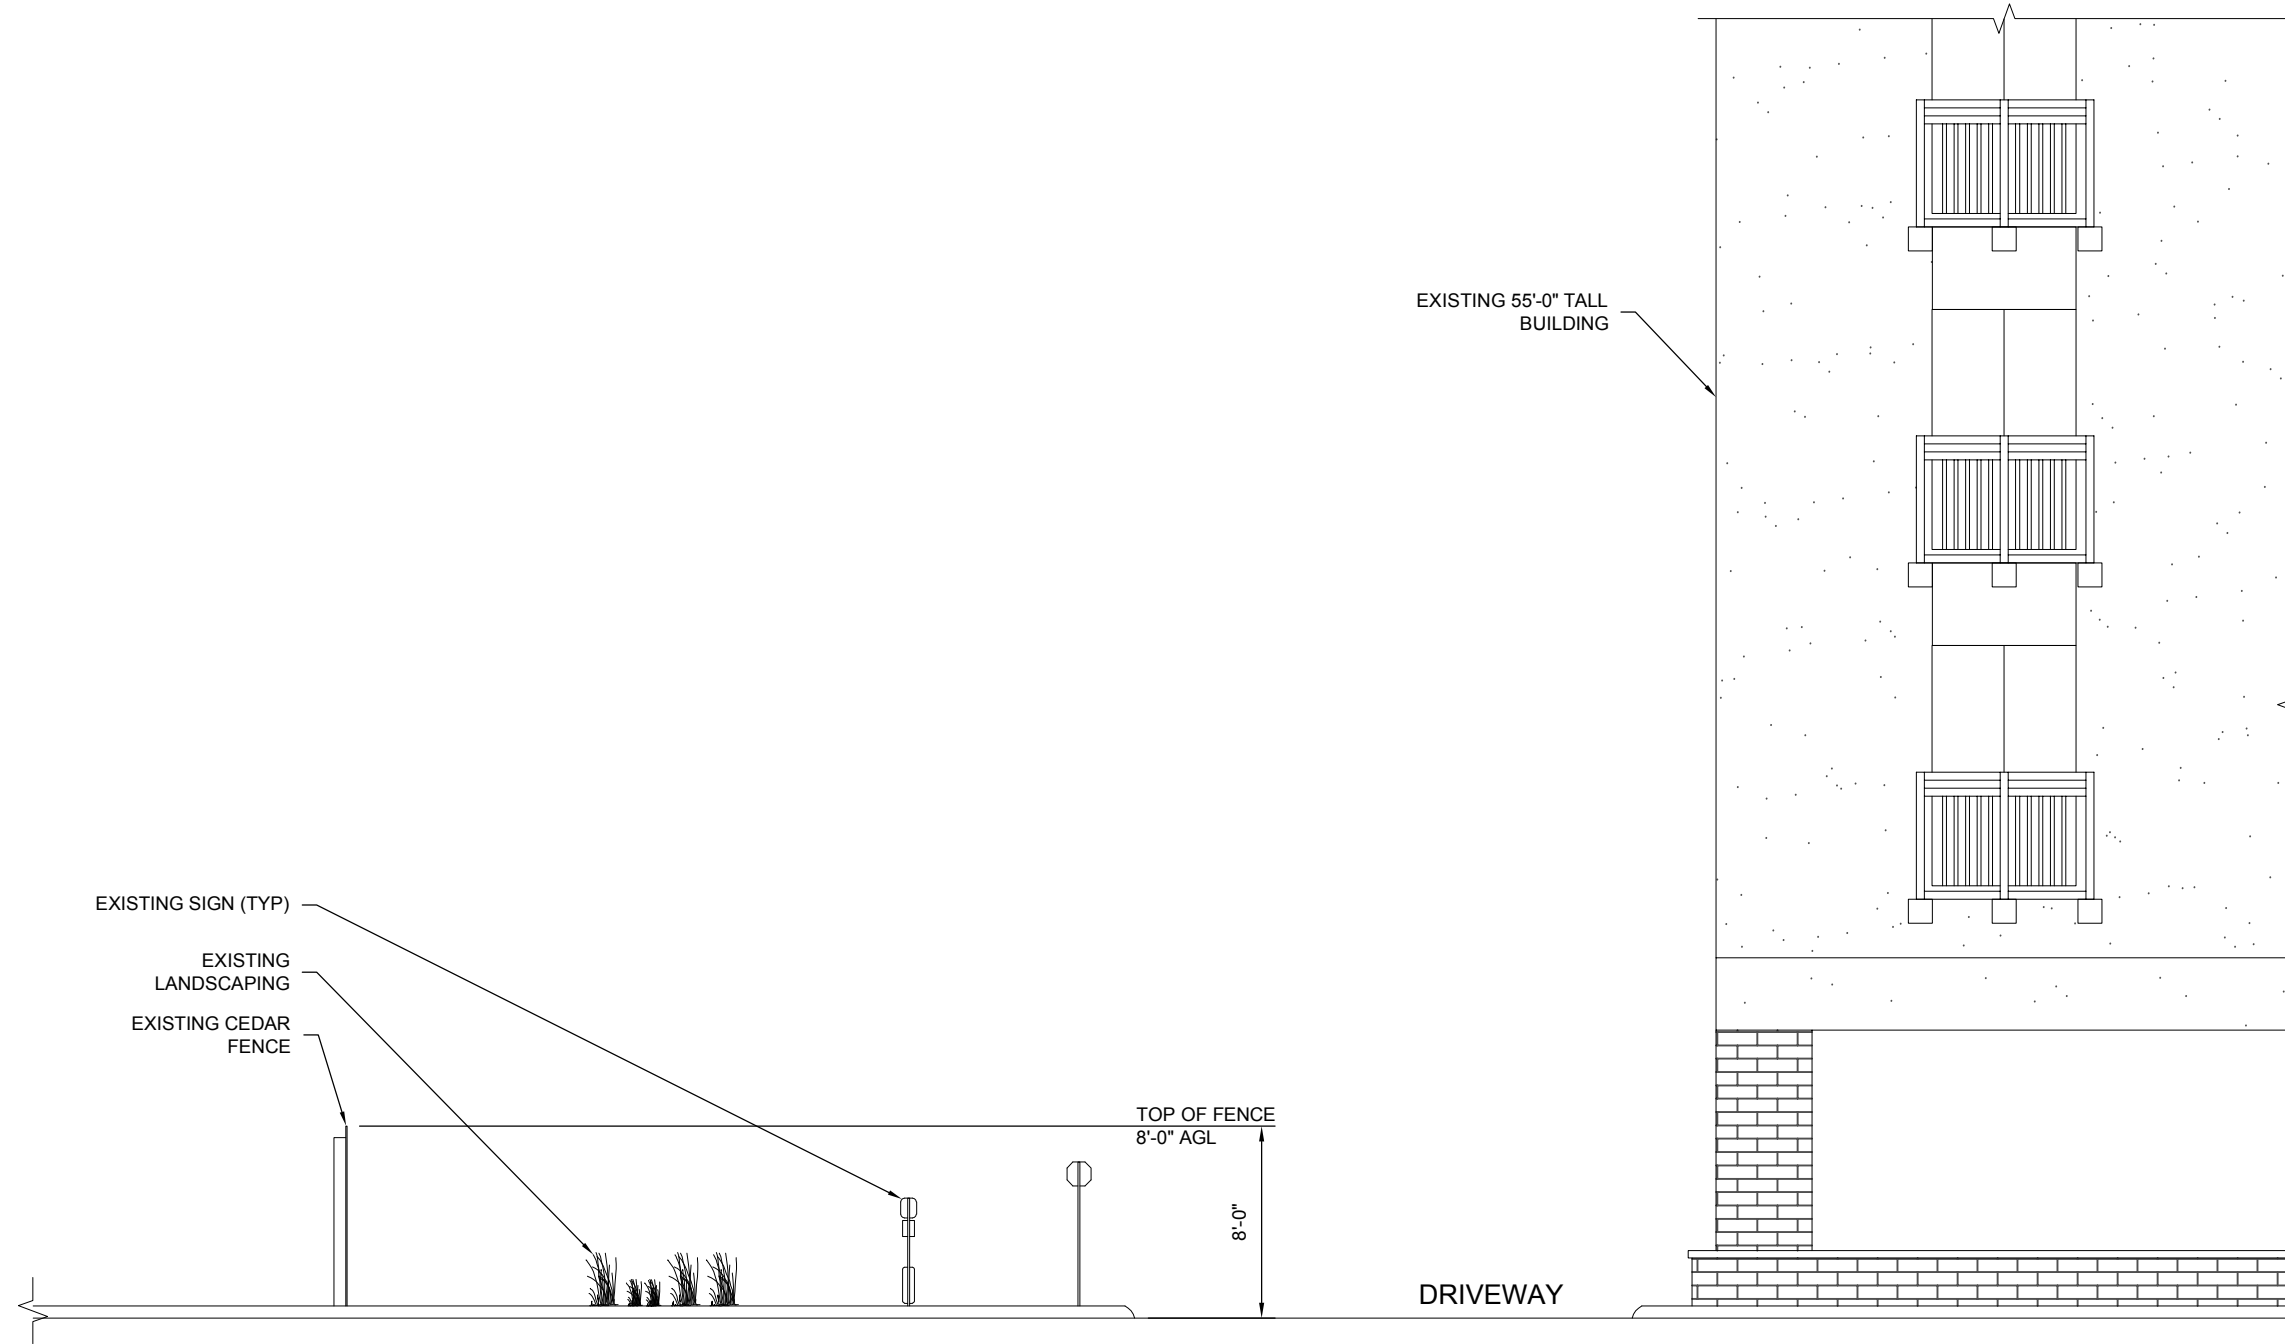 EXISTING 55'-0" TALL
BUILDING
EXISTING SIGN (TYP)
EXISTING
LANDSCAPING
EXISTING CEDAR
FENCE
TOP OF FENCE
8'-0" AGL
8'-0"
DRIVEWAY